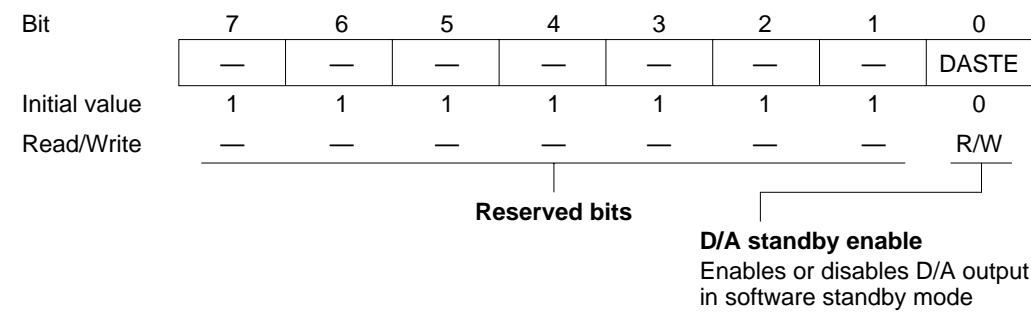 Bit 7 6 5 4 3 2 1 0
— — — — — — — DASTE
Initial value 1 1 1 1 1 1 1 0
Read/Write — — — — — — — R/W
Reserved bits
D/A standby enable
Enables or disables D/A output
in software standby mode